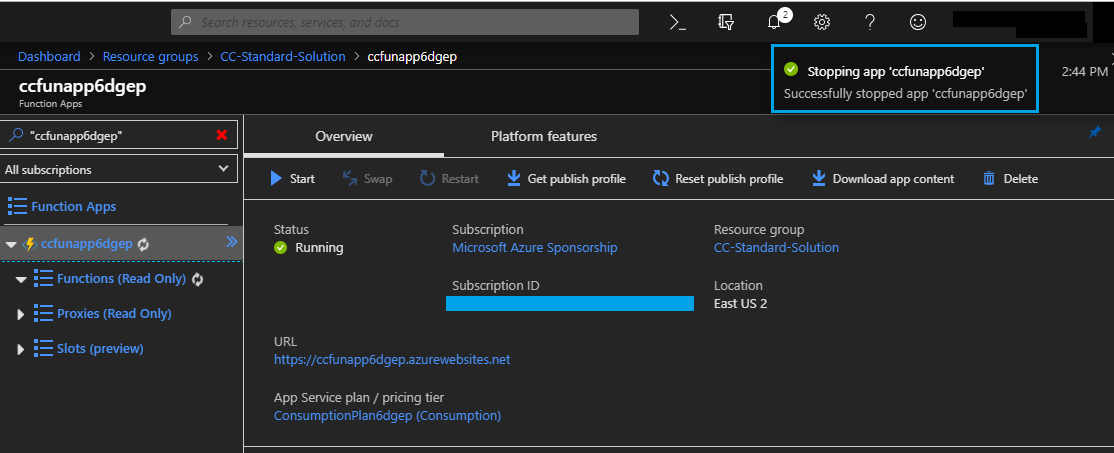 Search resources, services, and docs
2
Dashboard > Resource groups > CC-Standard-Solution > ccfunapp6dgep
ccfunapp6dgep
Function Apps
Stopping app 'ccfunapp6dgep'
2:44 PM
Successfully stopped app 'ccfunapp6dgep'
"ccfunapp6dgep"
All subscriptions
Function Apps
ccfunapp6dgep
Functions (Read Only)
Proxies (Read Only)
Slots (preview)
Overview
Platform features
Start
Swap
Restart
Get publish profile
Reset publish profile
Download app content
Delete
Status
Running
Subscription
Microsoft Azure Sponsorship
Resource group
CC-Standard-Solution
Subscription ID
Location
East US 2
URL
https://ccfunapp6dgep.azurewebsites.net
App Service plan / pricing tier
ConsumptionPlan6dgep (Consumption)